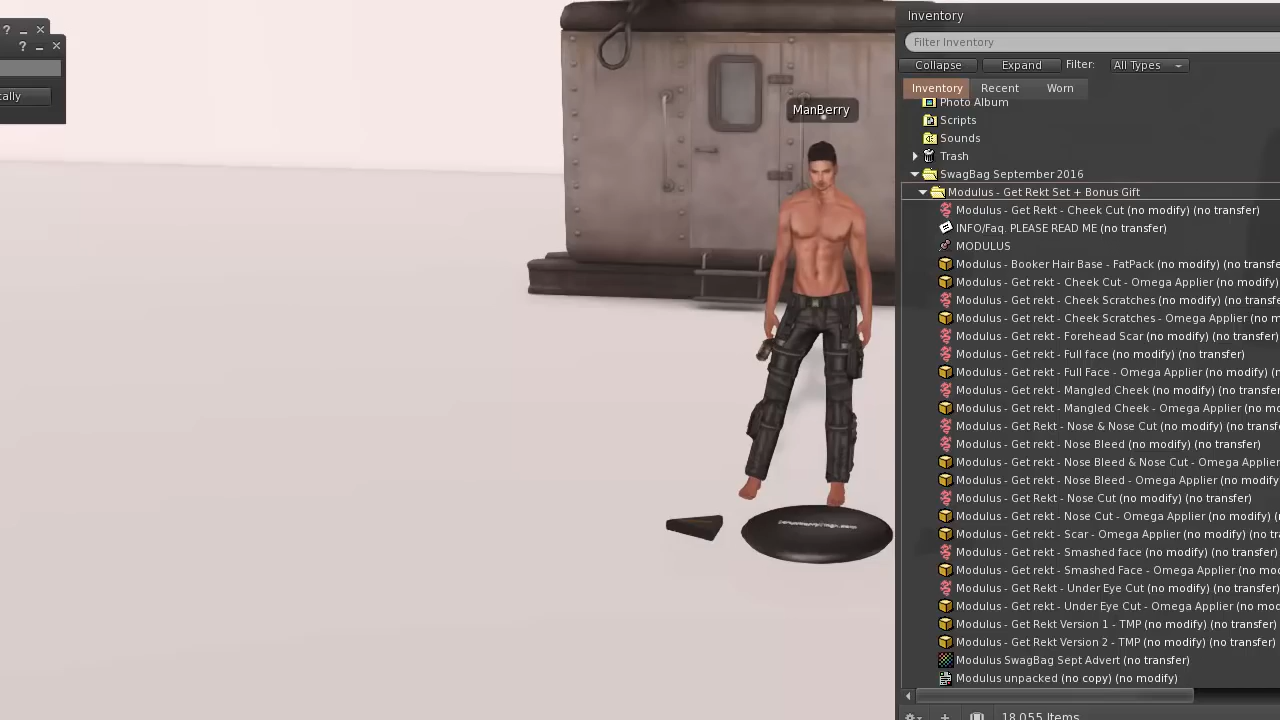 Inventory
Filter Inventory
Collapse Expand Filter: All Types
Inventory Recent Worn
Photo Album
Scripts
Sounds
Trash
SwagBag September 2016
Modulus - Get Rekt Set + Bonus Gift
Modulus - Get Rekt - Cheek Cut (no modify) (no transfer)
INFO/Faq. PLEASE READ ME (no transfer)
MODULUS
Modulus - Booker Hair Base - FatPack (no modify) (no transfe
Modulus - Get rekt - Cheek Cut - Omega Applier (no modify)
Modulus - Get rekt - Cheek Scratches (no modify) (no transfe
Modulus - Get rekt - Cheek Scratches - Omega Applier (no m
Modulus - Get rekt - Forehead Scar (no modify) (no transfer)
Modulus - Get rekt - Full face (no modify) (no transfer)
Modulus - Get rekt - Full Face - Omega Applier (no modify) (n
Modulus - Get rekt - Mangled Cheek (no modify) (no transfer
Modulus - Get rekt - Mangled Cheek - Omega Applier (no mo
Modulus - Get Rekt - Nose & Nose Cut (no modify) (no transf
Modulus - Get rekt - Nose Bleed (no modify) (no transfer)
Modulus - Get rekt - Nose Bleed & Nose Cut - Omega Applier
Modulus - Get rekt - Nose Bleed - Omega Applier (no modify
Modulus - Get Rekt - Nose Cut (no modify) (no transfer)
Modulus - Get rekt - Nose Cut - Omega Applier (no modify) (
Modulus - Get rekt - Scar - Omega Applier (no modify) (no tra
Modulus - Get rekt - Smashed face (no modify) (no transfer)
Modulus - Get rekt - Smashed Face - Omega Applier (no mod
Modulus - Get Rekt - Under Eye Cut (no modify) (no transfer)
Modulus - Get rekt - Under Eye Cut - Omega Applier (no mod
Modulus - Get Rekt Version 1 - TMP (no modify) (no transfer)
Modulus - Get Rekt Version 2 - TMP (no modify) (no transfer)
Modulus SwagBag Sept Advert (no transfer)
Modulus unpacked (no copy) (no modify)
18,055 Items
ManBerry
cally